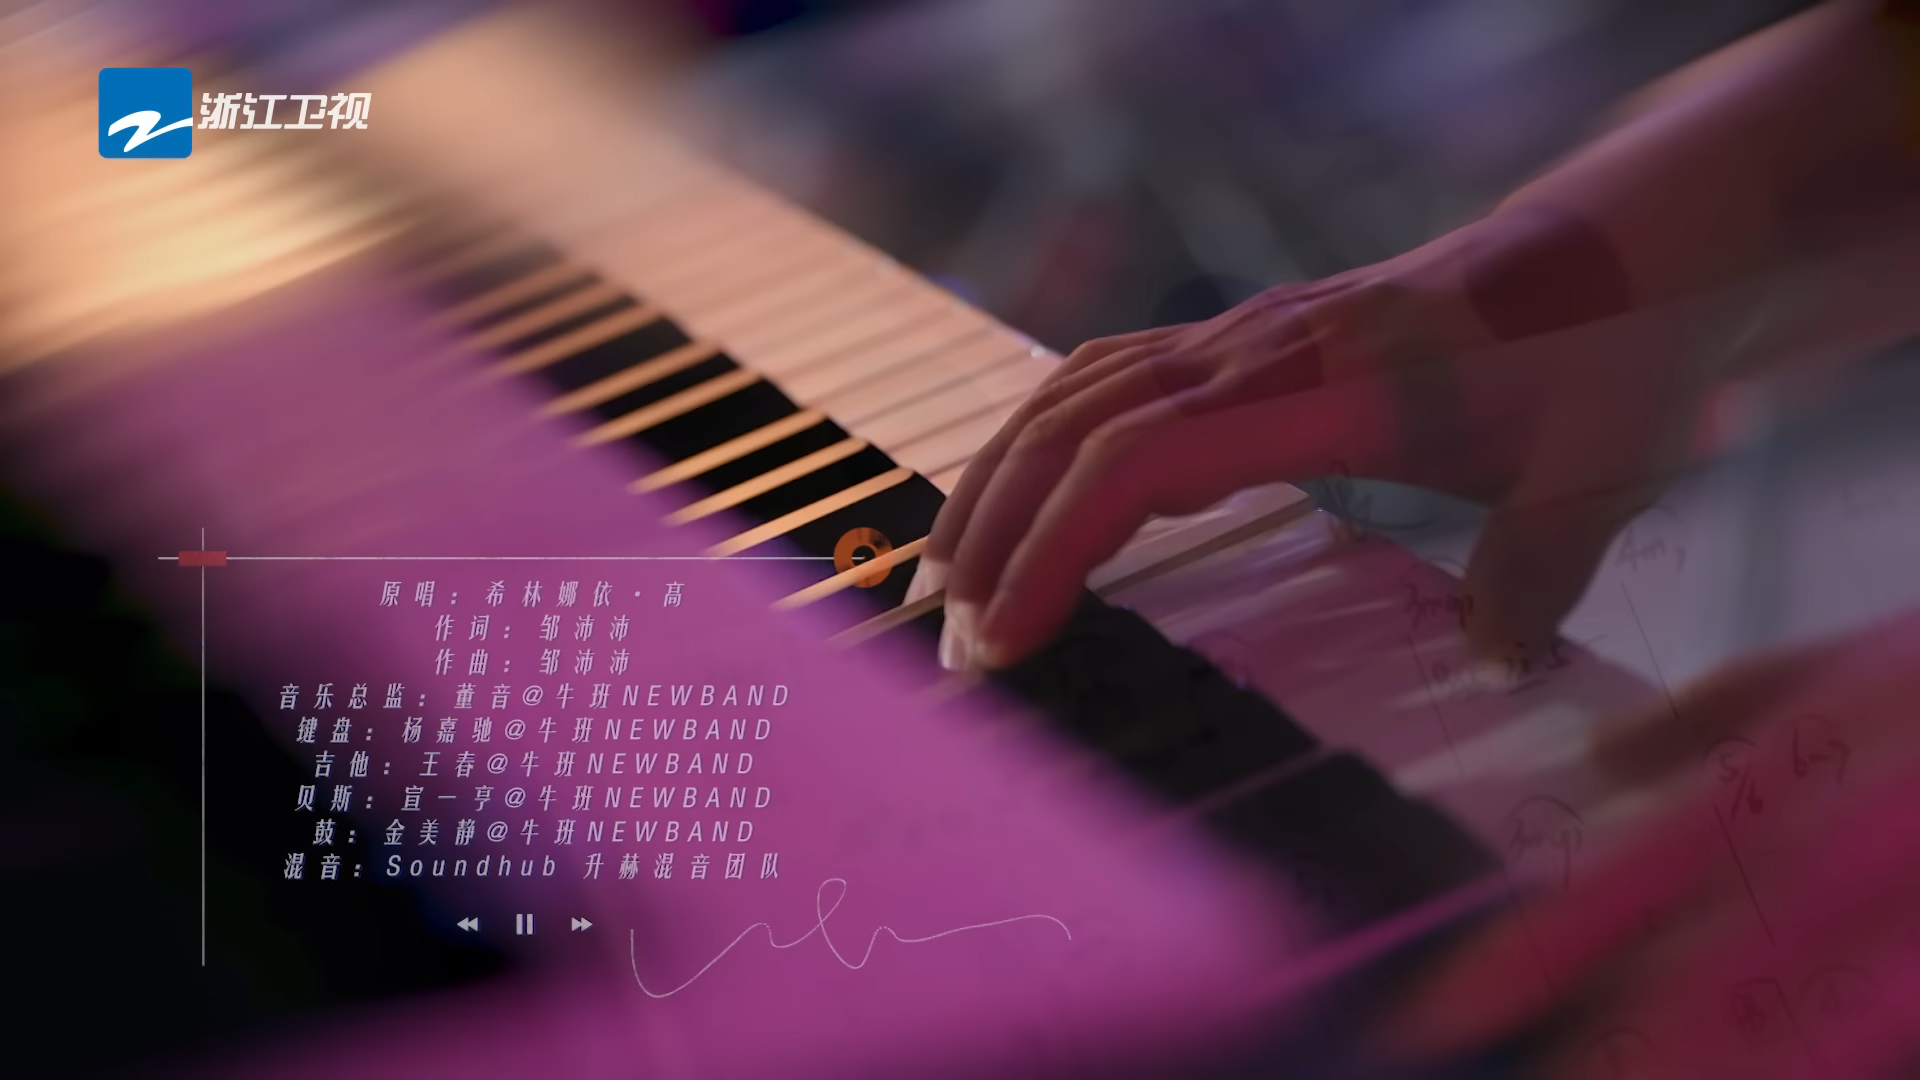 浙江卫视
原唱：希林娜依·高
作词：邹沛沛
作曲：邹沛沛
音乐总监：董音@牛班NEWBAND
键盘：杨嘉驰@牛班NEWBAND
吉他：王春@牛班NEWBAND
贝斯：宣一亨@牛班NEWBAND
鼓：金美静@牛班NEWBAND
混音：Soundhub 升赫混音团队